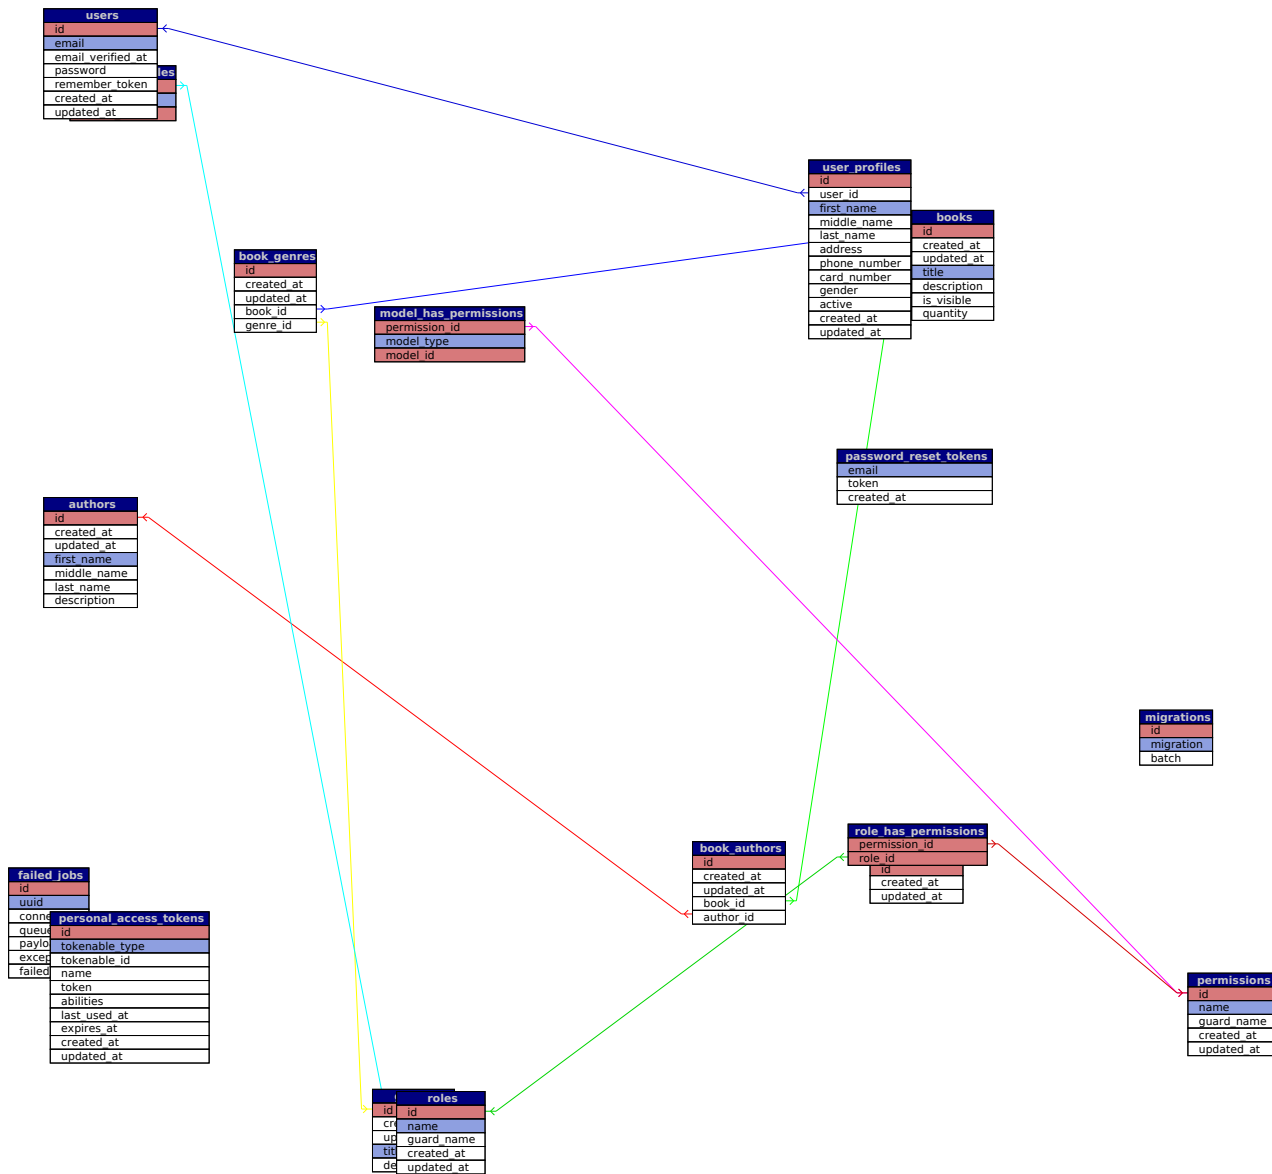 users
id
email
email_verified_at
password
remember_token
created_at
updated_at
user_profiles
id
user_id
first_name
middle_name
last_name
address
phone_number
card_number
gender
active
created_at
updated_at
books
id
created_at
updated_at
title
description
is_visible
quantity
book_genres
id
created_at
updated_at
book_id
genre_id
model_has_permissions
permission_id
model_type
model_id
password_reset_tokens
email
token
created_at
authors
id
created_at
updated_at
first_name
middle_name
last_name
description
migrations
id
migration
batch
role_has_permissions
permission_id
role_id
id
created_at
updated_at
book_authors
id
created_at
updated_at
book_id
author_id
failed_jobs
id
uuid
personal_access_tokens
id
tokenable_type
tokenable_id
name
token
abilities
last_used_at
expires_at
created_at
updated_at
permissions
id
name
guard_name
created_at
updated_at
id
roles
id
name
guard_name
created_at
updated_at